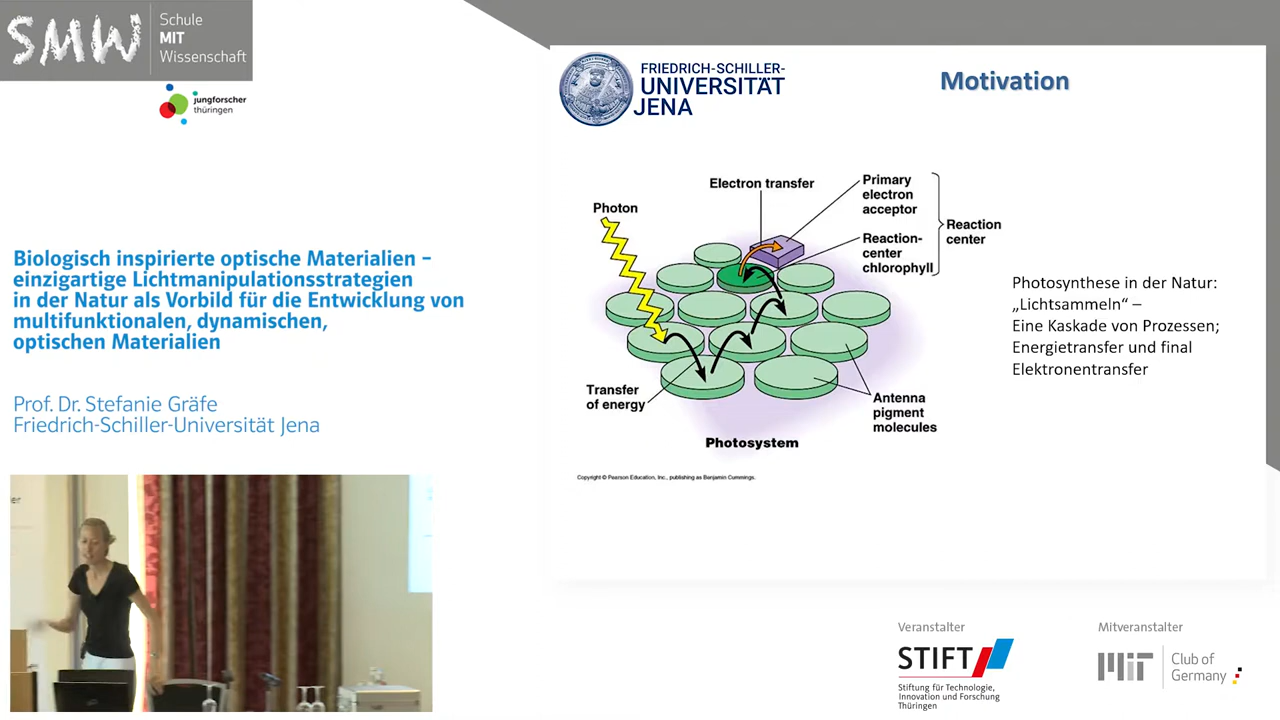 SMW
Schule
MIT
Wissenschaft
jungforscher
thüringen
Biologisch inspirierte optische Materialien –
einzigartige Lichtmanipulationsstrategien
in der Natur als Vorbild für die Entwicklung von
multifunktionalen, dynamischen,
optischen Materialien
Prof. Dr. Stefanie Gräfe
Friedrich-Schiller-Universität Jena
FRIEDRICH-SCHILLER-
UNIVERSITÄT
JENA
Motivation
Photon
Electron transfer
Primary
electron
acceptor
Reaction-
center
chlorophyll
Reaction
center
Transfer
of energy
Antenna
pigment
molecules
Photosystem
Copyright © Pearson Education, Inc., publishing as Benjamin Cummings.
Photosynthese in der Natur:
„Lichtsammeln“ –
Eine Kaskade von Prozessen;
Energietransfer und final
Elektronentransfer
Veranstalter
STIFT
Stiftung für Technologie,
Innovation und Forschung
Thüringen
Mitveranstalter
MIT
Club of
Germany